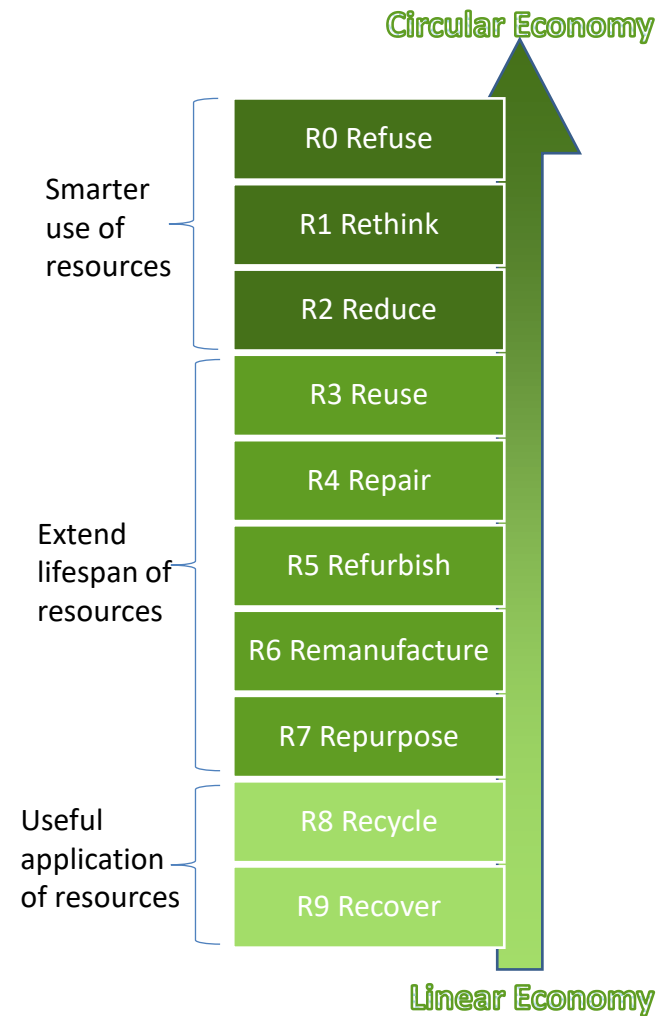 Circular Economy
Smarter
use of
resources
R0 Refuse
R1 Rethink
R2 Reduce
Extend
lifespan of
resources
R3 Reuse
R4 Repair
R5 Refurbish
R6 Remanufacture
R7 Repurpose
Useful
application
of resources
R8 Recycle
R9 Recover
Linear Economy